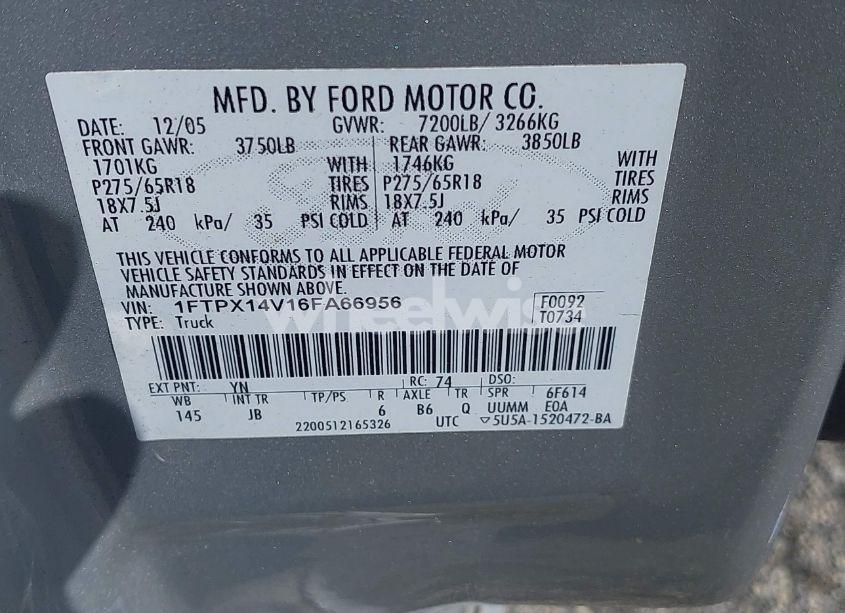 MFD. BY FORD MOTOR CO.
DATE: 12/05 GVWR: 7200LB/ 3266KG
FRONT GAWR: 3750LB REAR GAWR: 3850LB
1701KG WITH 1746KG WITH
P275/65R18 TIRES P275/65R18 TIRES
18X7.5J RIMS 18X7.5J RIMS
AT 240 kPa/ 35 PSI COLD AT 240 kPa/ 35 PSI COLD
THIS VEHICLE CONFORMS TO ALL APPLICABLE FEDERAL MOTOR
VEHICLE SAFETY STANDARDS IN EFFECT ON THE DATE OF
MANUFACTURE SHOWN ABOVE.
VIN: 1FTPX14V16FA66956 F0092
TYPE: Truck T0734
wheelwise
EXT PNT: YN RC: 74 DSO:
WB INT TR TP/PS R AXLE TR SPR 6F614
145 JB 6 B6 Q UUMM E0A
2200512165326 UTC ▽5U5A-1520472-BA